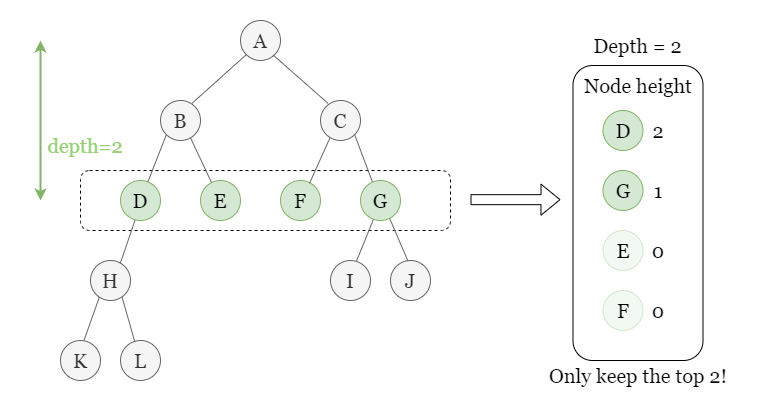 A
Depth = 2
Node height
B
C
D 2
depth=2
D
E
F
G
G 1
E 0
H
I
J
F 0
K
L
Only keep the top 2!